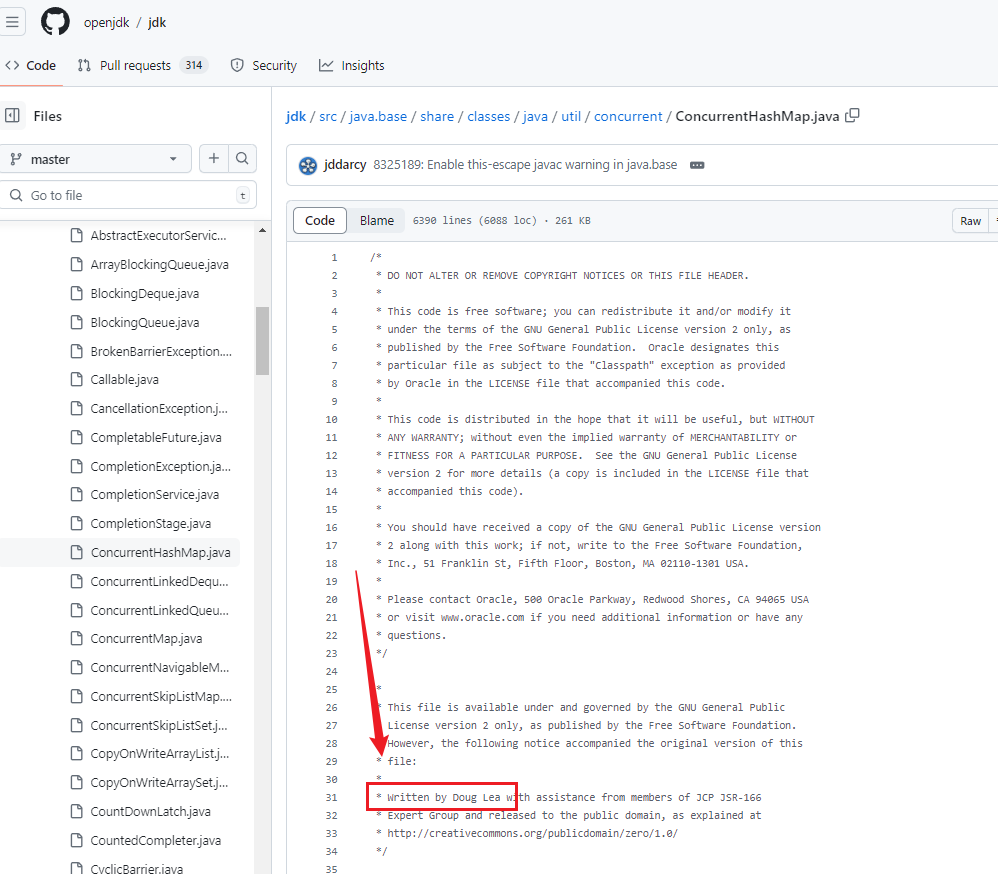 openjdk / jdk
Code
Pull requests 314
Security
Insights
Files
master
Go to file
t
AbstractExecutorServic...
ArrayBlockingQueue.java
BlockingDeque.java
BlockingQueue.java
BrokenBarrierException....
Callable.java
CancellationException.j...
CompletableFuture.java
CompletionException.ja...
CompletionService.java
CompletionStage.java
ConcurrentHashMap.java
ConcurrentLinkedDequ...
ConcurrentLinkedQueu...
ConcurrentMap.java
ConcurrentNavigableM...
ConcurrentSkipListMap....
ConcurrentSkipListSet.j...
CopyOnWriteArrayList.j...
CopyOnWriteArraySet.j...
CountDownLatch.java
CountedCompleter.java
CyclicBarrier.java
jdk / src / java.base / share / classes / java / util / concurrent / ConcurrentHashMap.java
jddarcy 8325189: Enable this-escape javac warning in java.base
Code Blame 6390 lines (6088 loc) · 261 KB Raw
1 /*
2 * DO NOT ALTER OR REMOVE COPYRIGHT NOTICES OR THIS FILE HEADER.
3 *
4 * This code is free software; you can redistribute it and/or modify it
5 * under the terms of the GNU General Public License version 2 only, as
6 * published by the Free Software Foundation. Oracle designates this
7 * particular file as subject to the "Classpath" exception as provided
8 * by Oracle in the LICENSE file that accompanied this code.
9 *
10 * This code is distributed in the hope that it will be useful, but WITHOUT
11 * ANY WARRANTY; without even the implied warranty of MERCHANTABILITY or
12 * FITNESS FOR A PARTICULAR PURPOSE. See the GNU General Public License
13 * version 2 for more details (a copy is included in the LICENSE file that
14 * accompanied this code).
15 *
16 * You should have received a copy of the GNU General Public License version
17 * 2 along with this work; if not, write to the Free Software Foundation,
18 * Inc., 51 Franklin St, Fifth Floor, Boston, MA 02110-1301 USA.
19 *
20 * Please contact Oracle, 500 Oracle Parkway, Redwood Shores, CA 94065 USA
21 * or visit www.oracle.com if you need additional information or have any
22 * questions.
23 */
24
25 *
26 * This file is available under and governed by the GNU General Public
27 License version 2 only, as published by the Free Software Foundation.
28 However, the following notice accompanied the original version of this
29 * file:
30 *
31 * Written by Doug Lea with assistance from members of JCP JSR-166
32 * Expert Group and released to the public domain, as explained at
33 * http://creativecommons.org/publicdomain/zero/1.0/
34 */
35